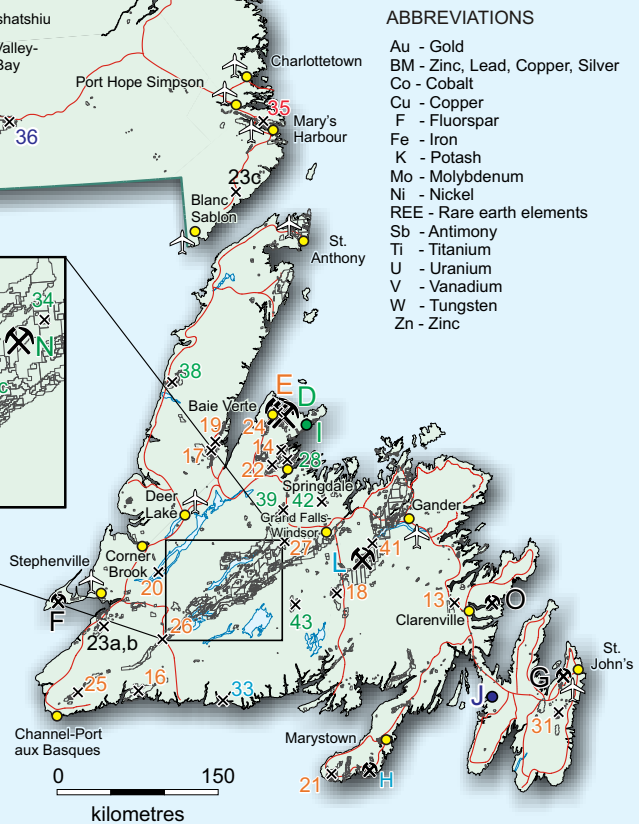 shatshiu
Valley-
Bay
36
Charlottetown
Port Hope Simpson
35
Mary's
Harbour
23c
Blanc
Sablon
St.
Anthony
ABBREVIATIONS
Au - Gold
BM - Zinc, Lead, Copper, Silver
Co - Cobalt
Cu - Copper
F - Fluorspar
Fe - Iron
K - Potash
Mo - Molybdenum
Ni - Nickel
REE - Rare earth elements
Sb - Antimony
Ti - Titanium
U - Uranium
V - Vanadium
W - Tungsten
Zn - Zinc
34
N
c
38
Baie Verte
E
D
I
24
19
17
14
22
28
Springdale
39
42
Deer
Lake
Grand Falls-
Windsor
27
Gander
41
L
Stephenville
Corner
Brook
20
F
18
13
O
Clarenville
43
26
23a,b
25
16
33
St.
John's
G
J
31
Channel-Port
aux Basques
Marystown
21
H
0
150
kilometres